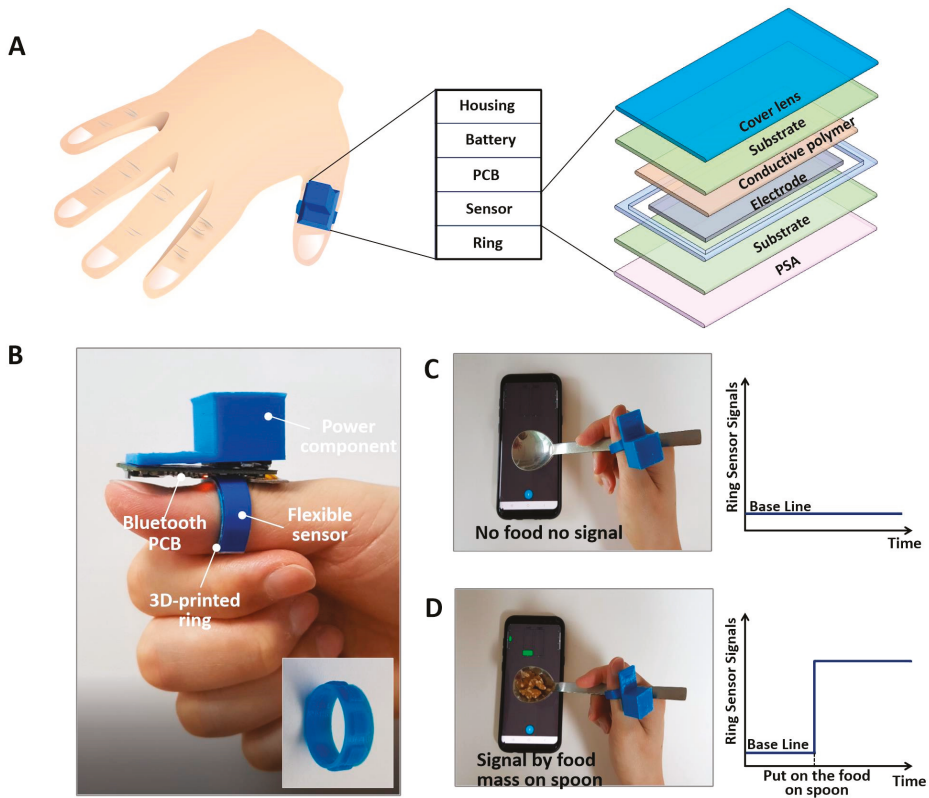 A
Housing
Battery
PCB
Sensor
Ring
Cover lens
Substrate
Conductive polymer
Electrode
Substrate
PSA
B
Power
component
Bluetooth
PCB
Flexible
sensor
3D-printed
ring
C
No food no signal
Ring Sensor Signals
Base Line
Time
D
Signal by food
mass on spoon
Ring Sensor Signals
Base Line
Put on the food
on spoon
Time